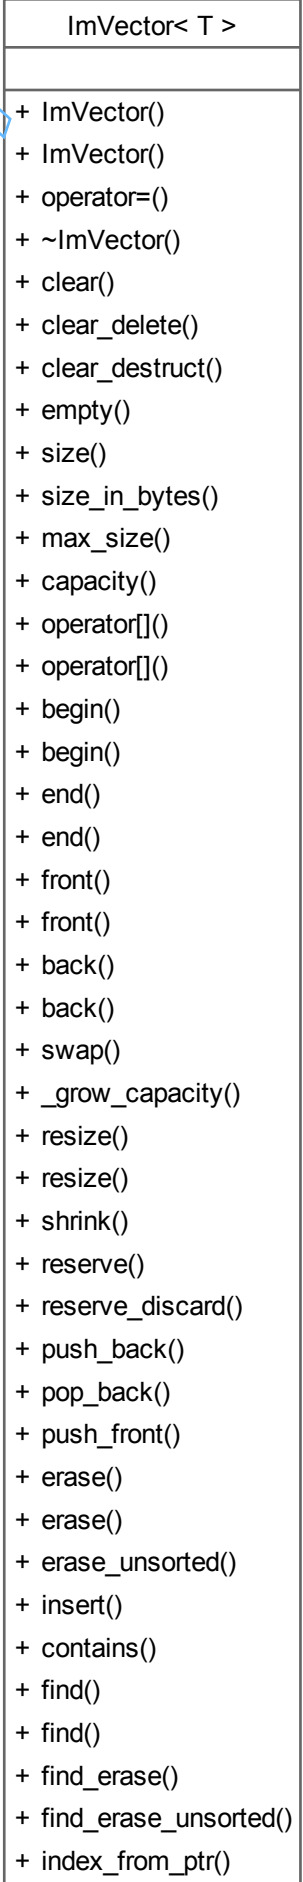 ImVector< T >
+ ImVector()
+ ImVector()
+ operator=()
+ ~ImVector()
+ clear()
+ clear_delete()
+ clear_destruct()
+ empty()
+ size()
+ size_in_bytes()
+ max_size()
+ capacity()
+ operator[]()
+ operator[]()
+ begin()
+ begin()
+ end()
+ end()
+ front()
+ front()
+ back()
+ back()
+ swap()
+ _grow_capacity()
+ resize()
+ resize()
+ shrink()
+ reserve()
+ reserve_discard()
+ push_back()
+ pop_back()
+ push_front()
+ erase()
+ erase()
+ erase_unsorted()
+ insert()
+ contains()
+ find()
+ find()
+ find_erase()
+ find_erase_unsorted()
+ index_from_ptr()